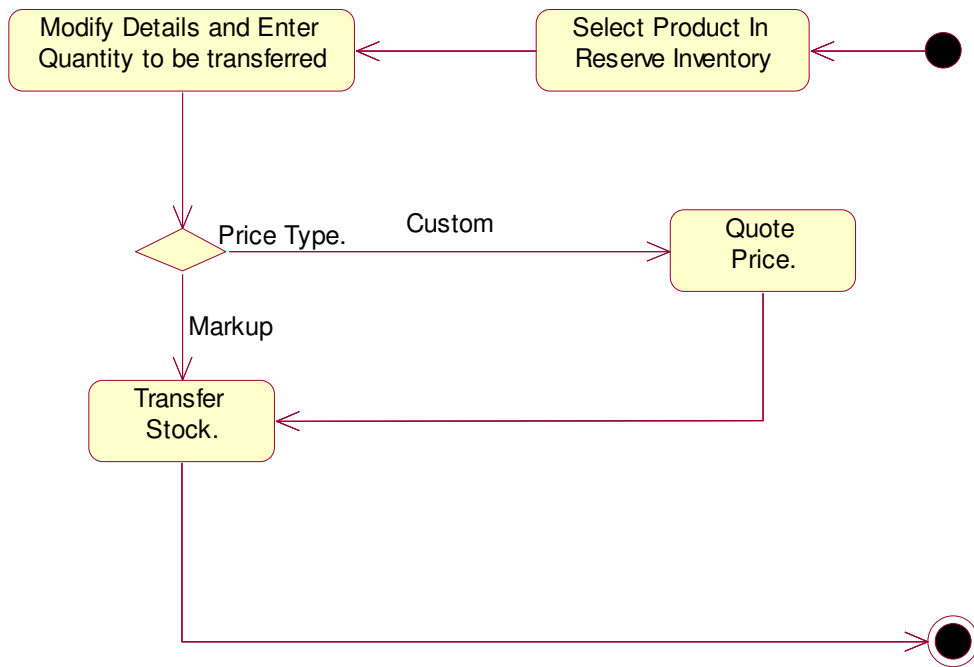 Modify Details and Enter
Quantity to be transferred
Select Product In
Reserve Inventory
Price Type.
Custom
Quote
Price.
Markup
Transfer
Stock.